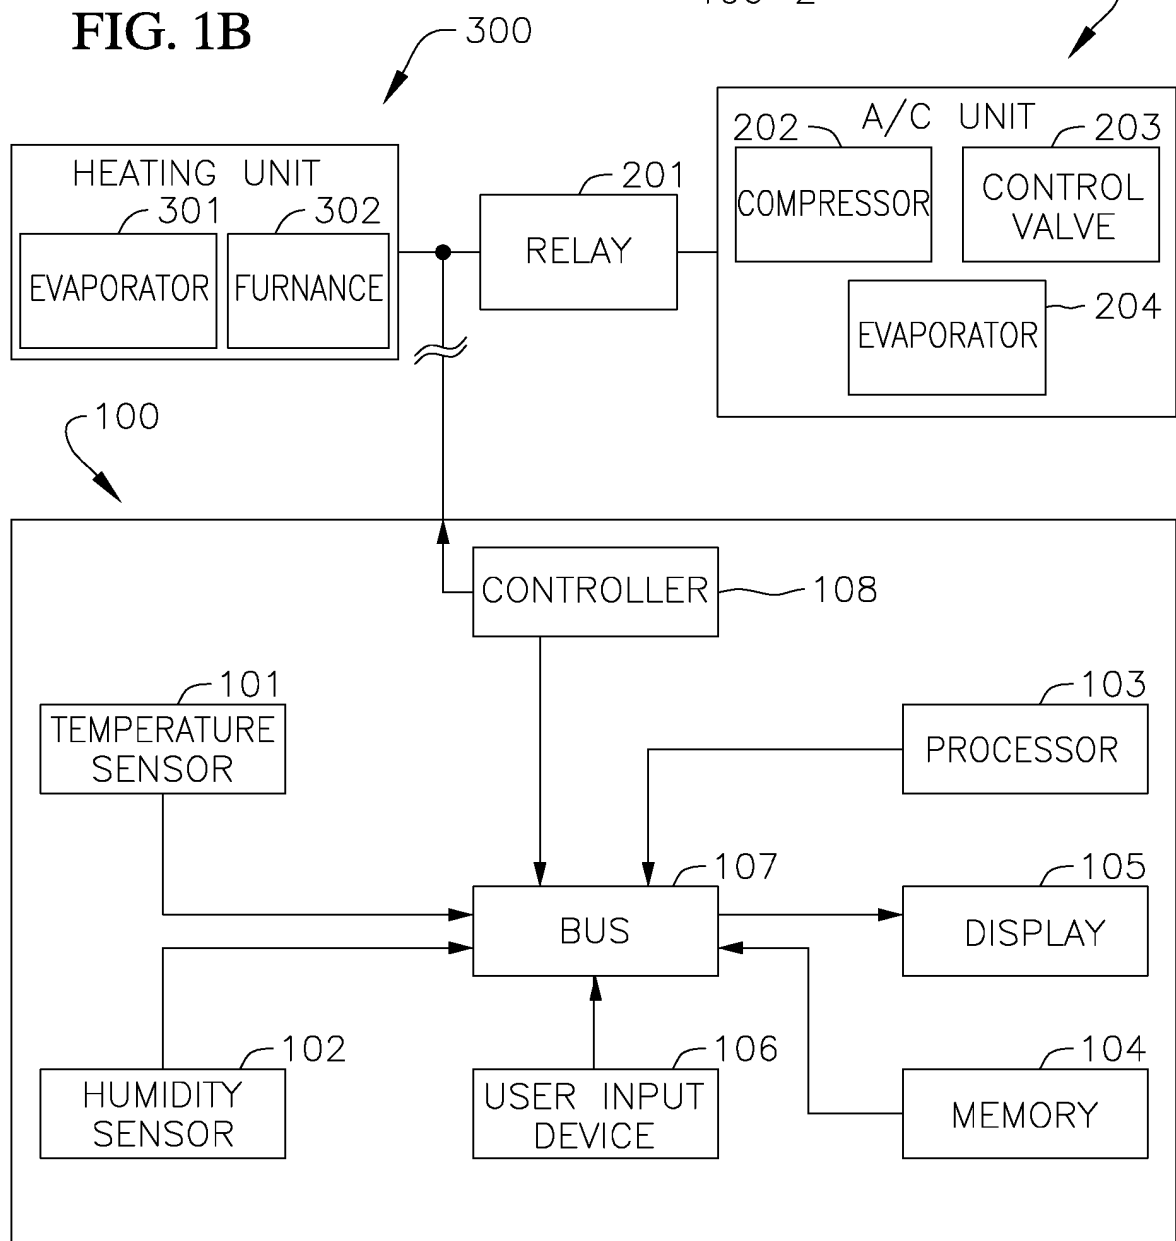 FIG. 1B
300
HEATING UNIT
301
302
EVAPORATOR
FURNANCE
201
RELAY
A/C UNIT
202
203
COMPRESSOR
CONTROL
VALVE
204
EVAPORATOR
100
CONTROLLER
108
101
TEMPERATURE
SENSOR
103
PROCESSOR
107
BUS
105
DISPLAY
102
HUMIDITY
SENSOR
106
USER INPUT
DEVICE
104
MEMORY